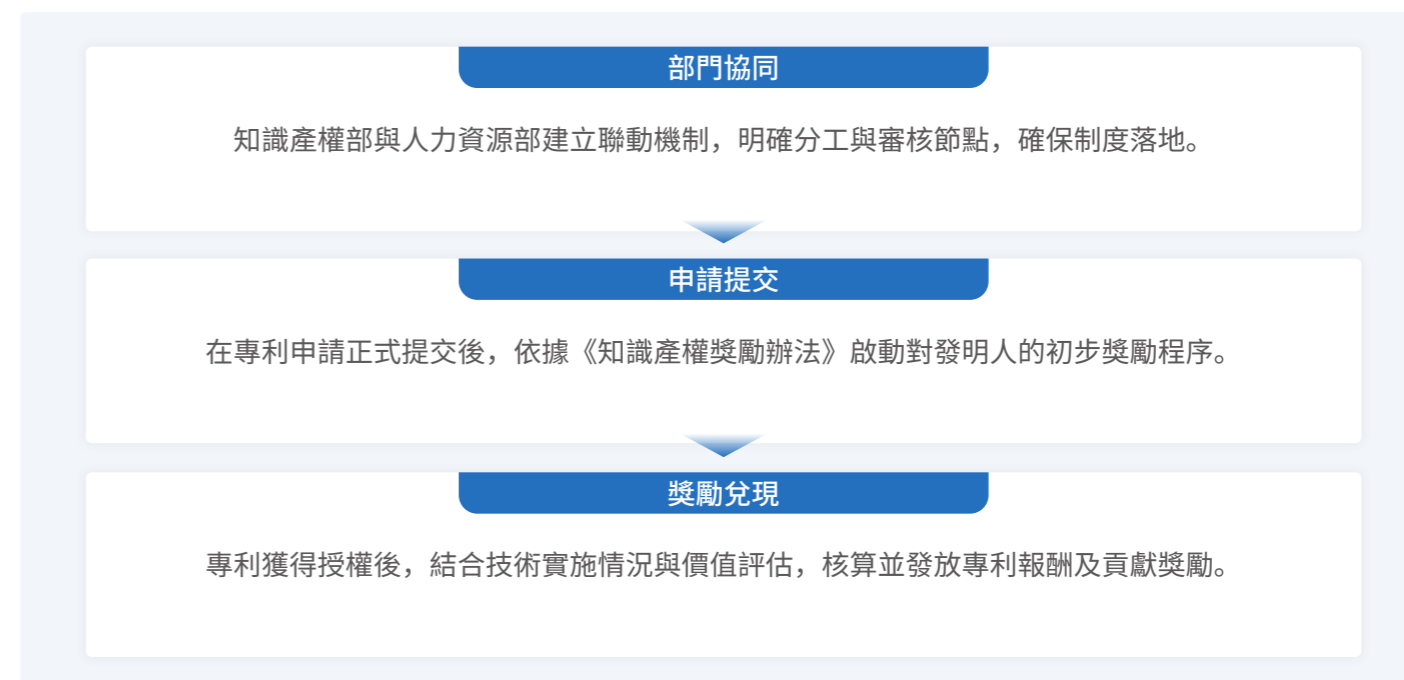 部門協同
知識產權部與人力資源部建立聯動機制，明確分工與審核節點，確保制度落地。
申請提交
在專利申請正式提交後，依據《知識產權獎勵辦法》啟動對發明人的初步獎勵程序。
獎勵兌現
專利獲得授權後，結合技術實施情況與價值評估，核算並發放專利報酬及貢獻獎勵。